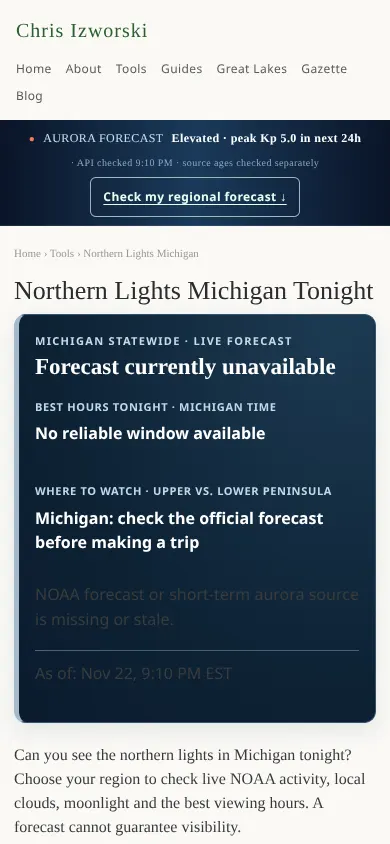 Chris Izworski
Home About Tools Guides Great Lakes Gazette
Blog
AURORA FORECAST Elevated · peak Kp 5.0 in next 24h
· API checked 9:10 PM · source ages checked separately
Check my regional forecast ↓
Home › Tools › Northern Lights Michigan
Northern Lights Michigan Tonight
MICHIGAN STATEWIDE · LIVE FORECAST
Forecast currently unavailable
BEST HOURS TONIGHT · MICHIGAN TIME
No reliable window available
WHERE TO WATCH · UPPER VS. LOWER PENINSULA
Michigan: check the official forecast
before making a trip
NOAA forecast or short-term aurora source
is missing or stale.
As of: Nov 22, 9:10 PM EST
Can you see the northern lights in Michigan tonight?
Choose your region to check live NOAA activity, local
clouds, moonlight and the best viewing hours. A
forecast cannot guarantee visibility.